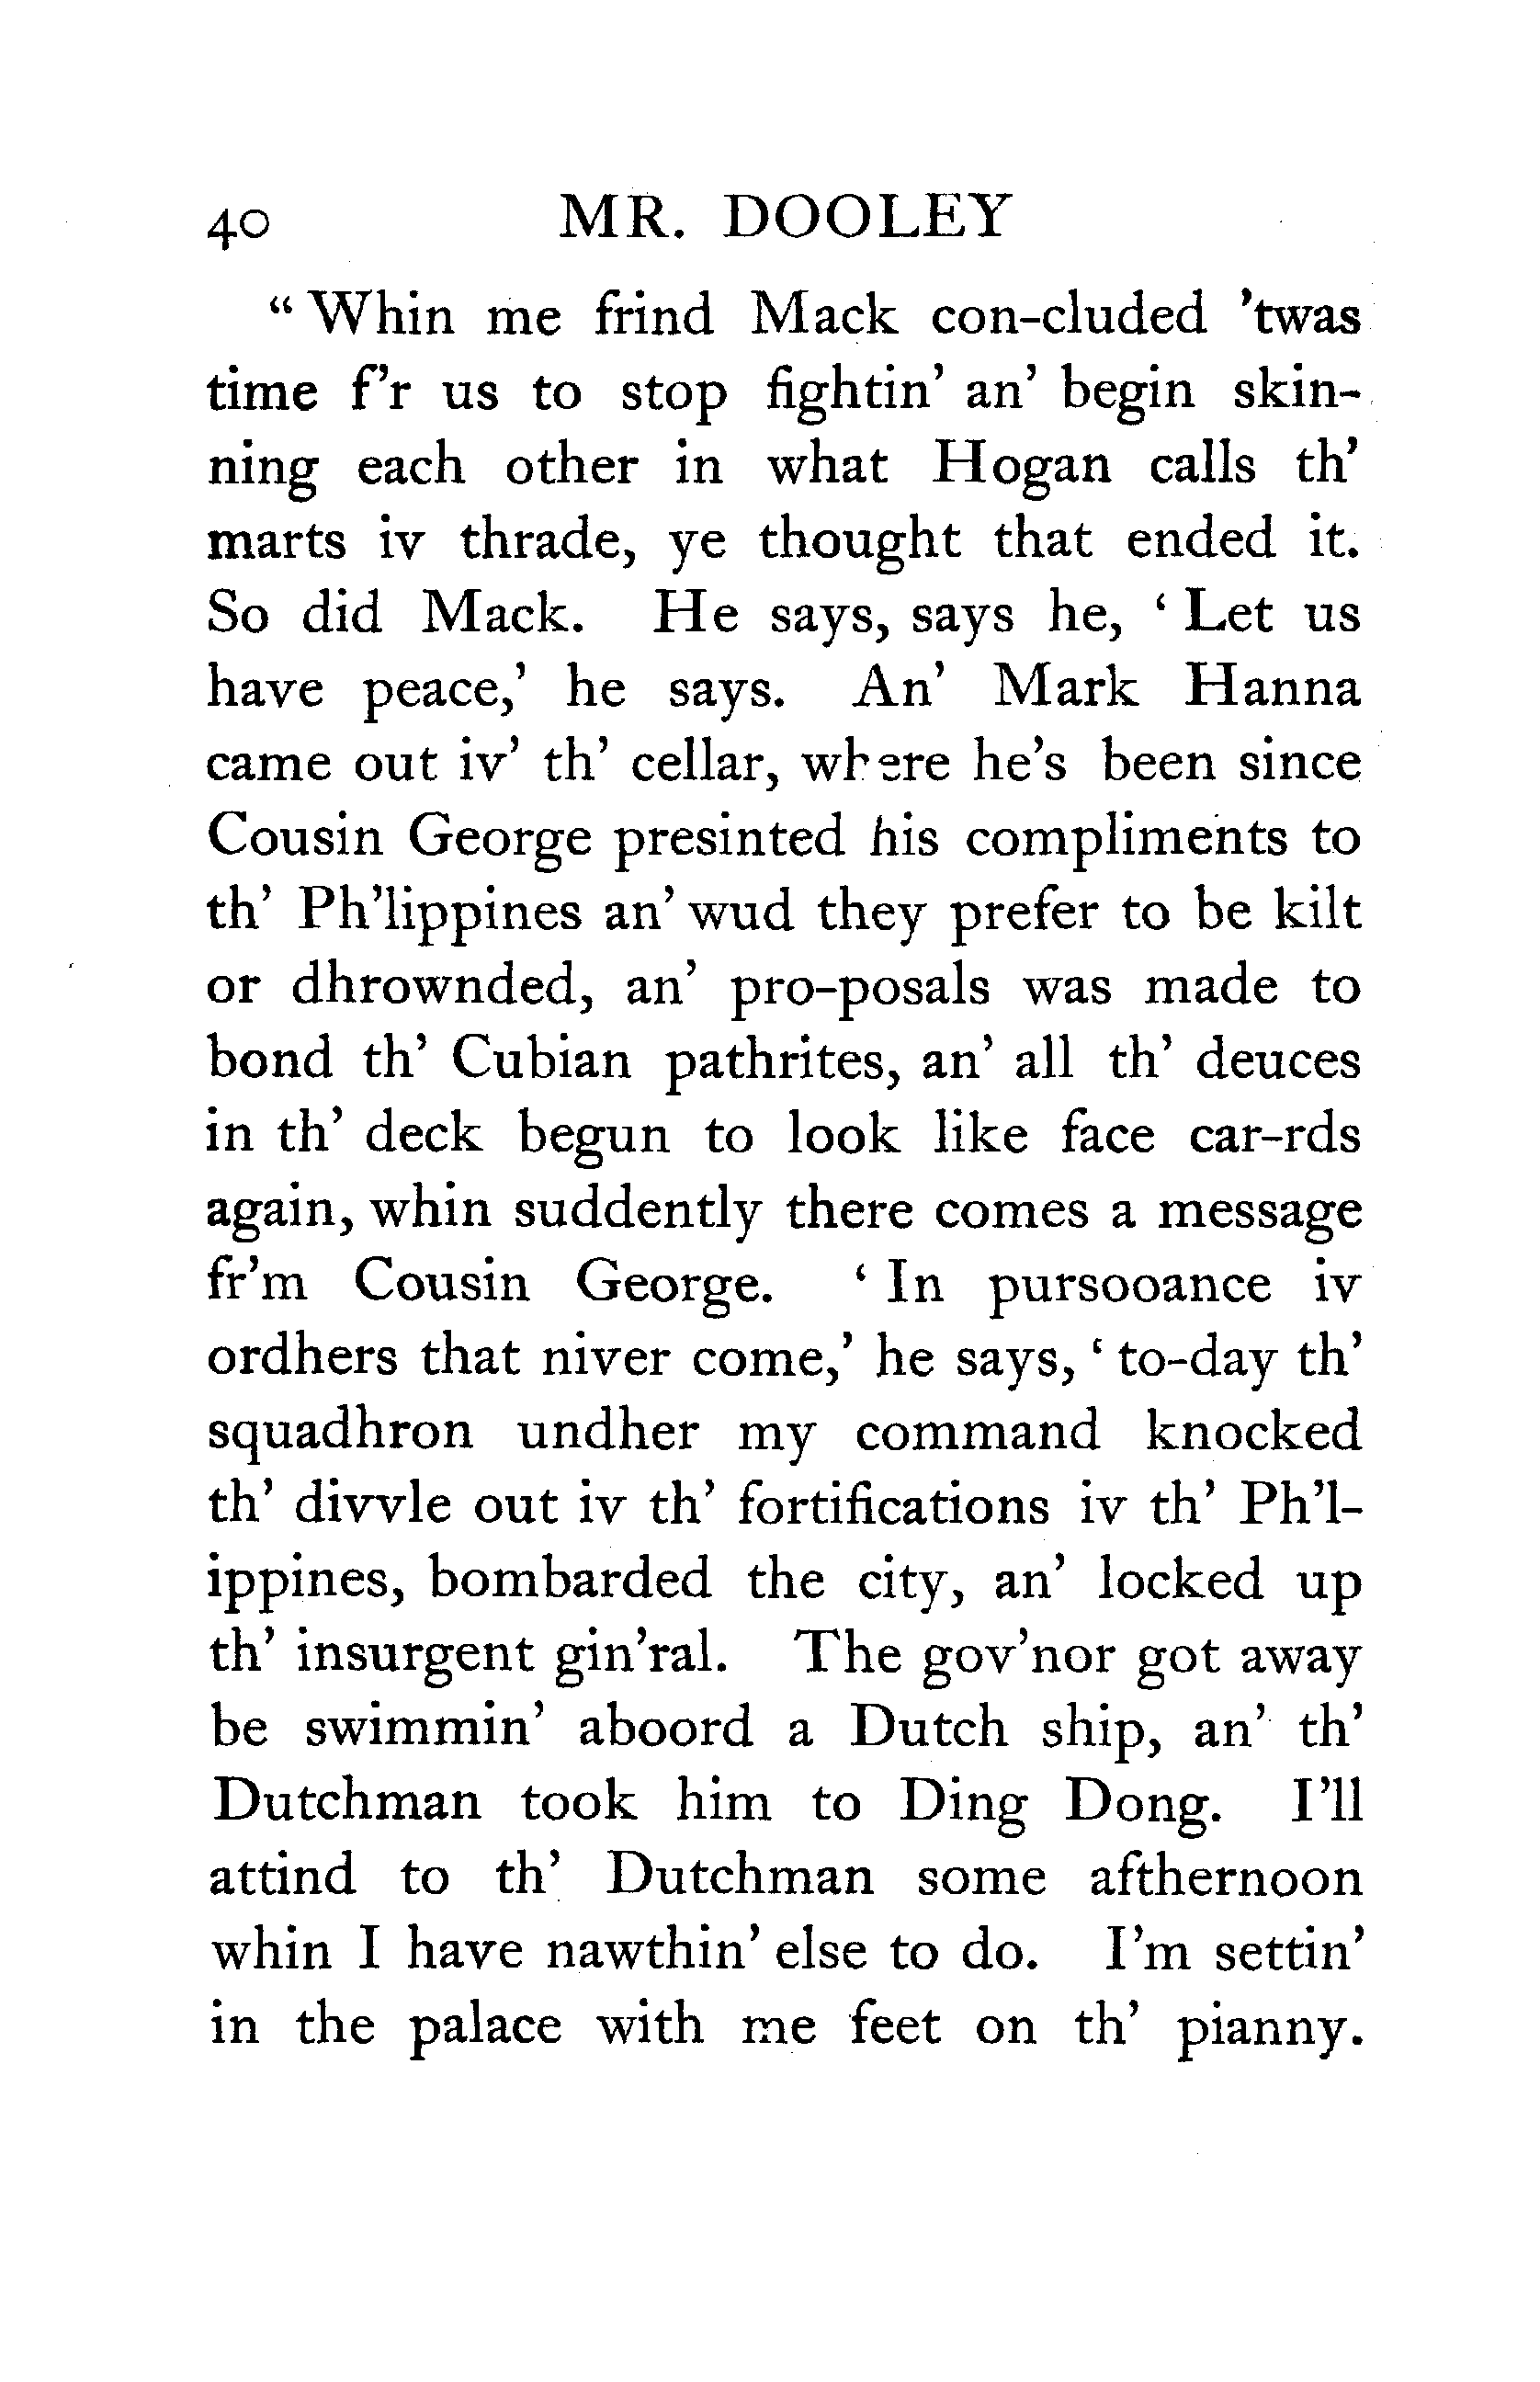 40 MR. DOOLEY
“ Whin me frind Mack con-cluded ’twas
time f’r us to stop fightin’ an’ begin skin-
ning each other in what Hogan calls th’
marts iv thrade, ye thought that ended it.
So did Mack. He says, says he, ‘ Let us
have peace,’ he says. An’ Mark Hanna
came out iv’ th’ cellar, where he’s been since
Cousin George presinted his compliments to
th’ Ph’lippines an’ wud they prefer to be kilt
or dhrownded, an’ pro-posals was made to
bond th’ Cubian pathrites, an’ all th’ deuces
in th’ deck begun to look like face car-rds
again, whin suddently there comes a message
fr’m Cousin George. ‘ In pursooance iv
ordhers that niver come,’ he says, ‘ to-day th’
squadhron undher my command knocked
th’ divvle out iv th’ fortifications iv th’ Ph’l-
ippines, bombarded the city, an’ locked up
th’ insurgent gin’ral. The gov’nor got away
be swimmin’ aboord a Dutch ship, an’ th’
Dutchman took him to Ding Dong. I’ll
attind to th’ Dutchman some afthernoon
whin I have nawthin’ else to do. I’m settin’
in the palace with me feet on th’ pianny.